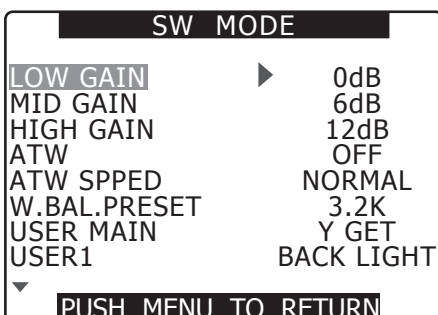 SW MODE
LOW GAIN 0dB
MID GAIN 6dB
HIGH GAIN 12dB
ATW OFF
ATW SPPED NORMAL
W.BAL.PRESET 3.2K
USER MAIN Y GET
USER1 BACK LIGHT
PUSH MENU TO RETURN